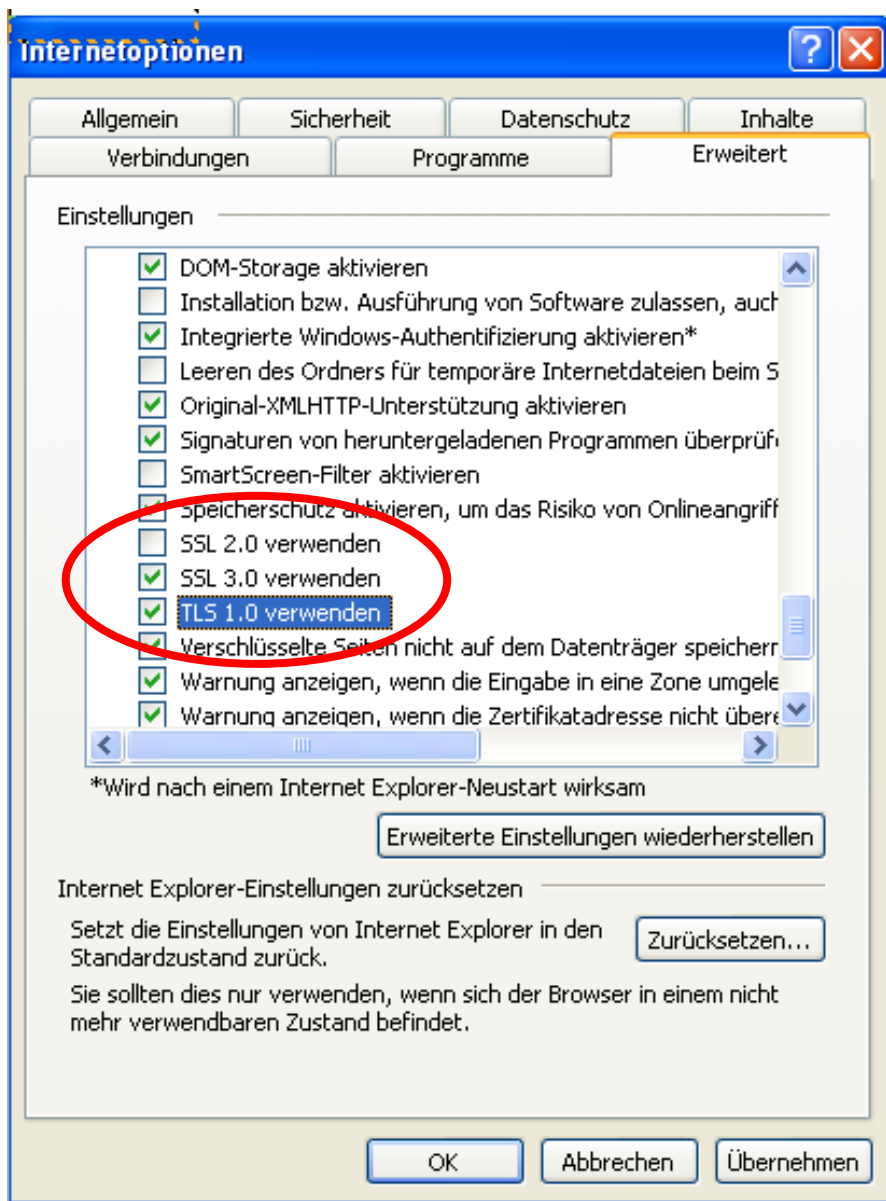 Internetoptionen
Allgemein Sicherheit Datenschutz Inhalte
Verbindungen Programme Erweitert
Einstellungen
DOM-Storage aktivieren
Installation bzw. Ausführung von Software zulassen, auch
Integrierte Windows-Authentifizierung aktivieren*
Leeren des Ordners für temporäre Internetdateien beim S
Original-XMLHTTP-Unterstützung aktivieren
Signaturen von heruntergeladenen Programmen überprüfe
SmartScreen-Filter aktivieren
Speicherschutz aktivieren, um das Risiko von Onlineangriff
SSL 2.0 verwenden
SSL 3.0 verwenden
TLS 1.0 verwenden
Verschlüsselte Seiten nicht auf dem Datenträger speichern
Warnung anzeigen, wenn die Eingabe in eine Zone umgele
Warnung anzeigen, wenn die Zertifikatadresse nicht übere
*Wird nach einem Internet Explorer-Neustart wirksam
Erweiterte Einstellungen wiederherstellen
Internet Explorer-Einstellungen zurücksetzen
Setzt die Einstellungen von Internet Explorer in den
Standardzustand zurück.
Zurücksetzen...
Sie sollten dies nur verwenden, wenn sich der Browser in einem nicht
mehr verwendbaren Zustand befindet.
OK Abbrechen Übernehmen